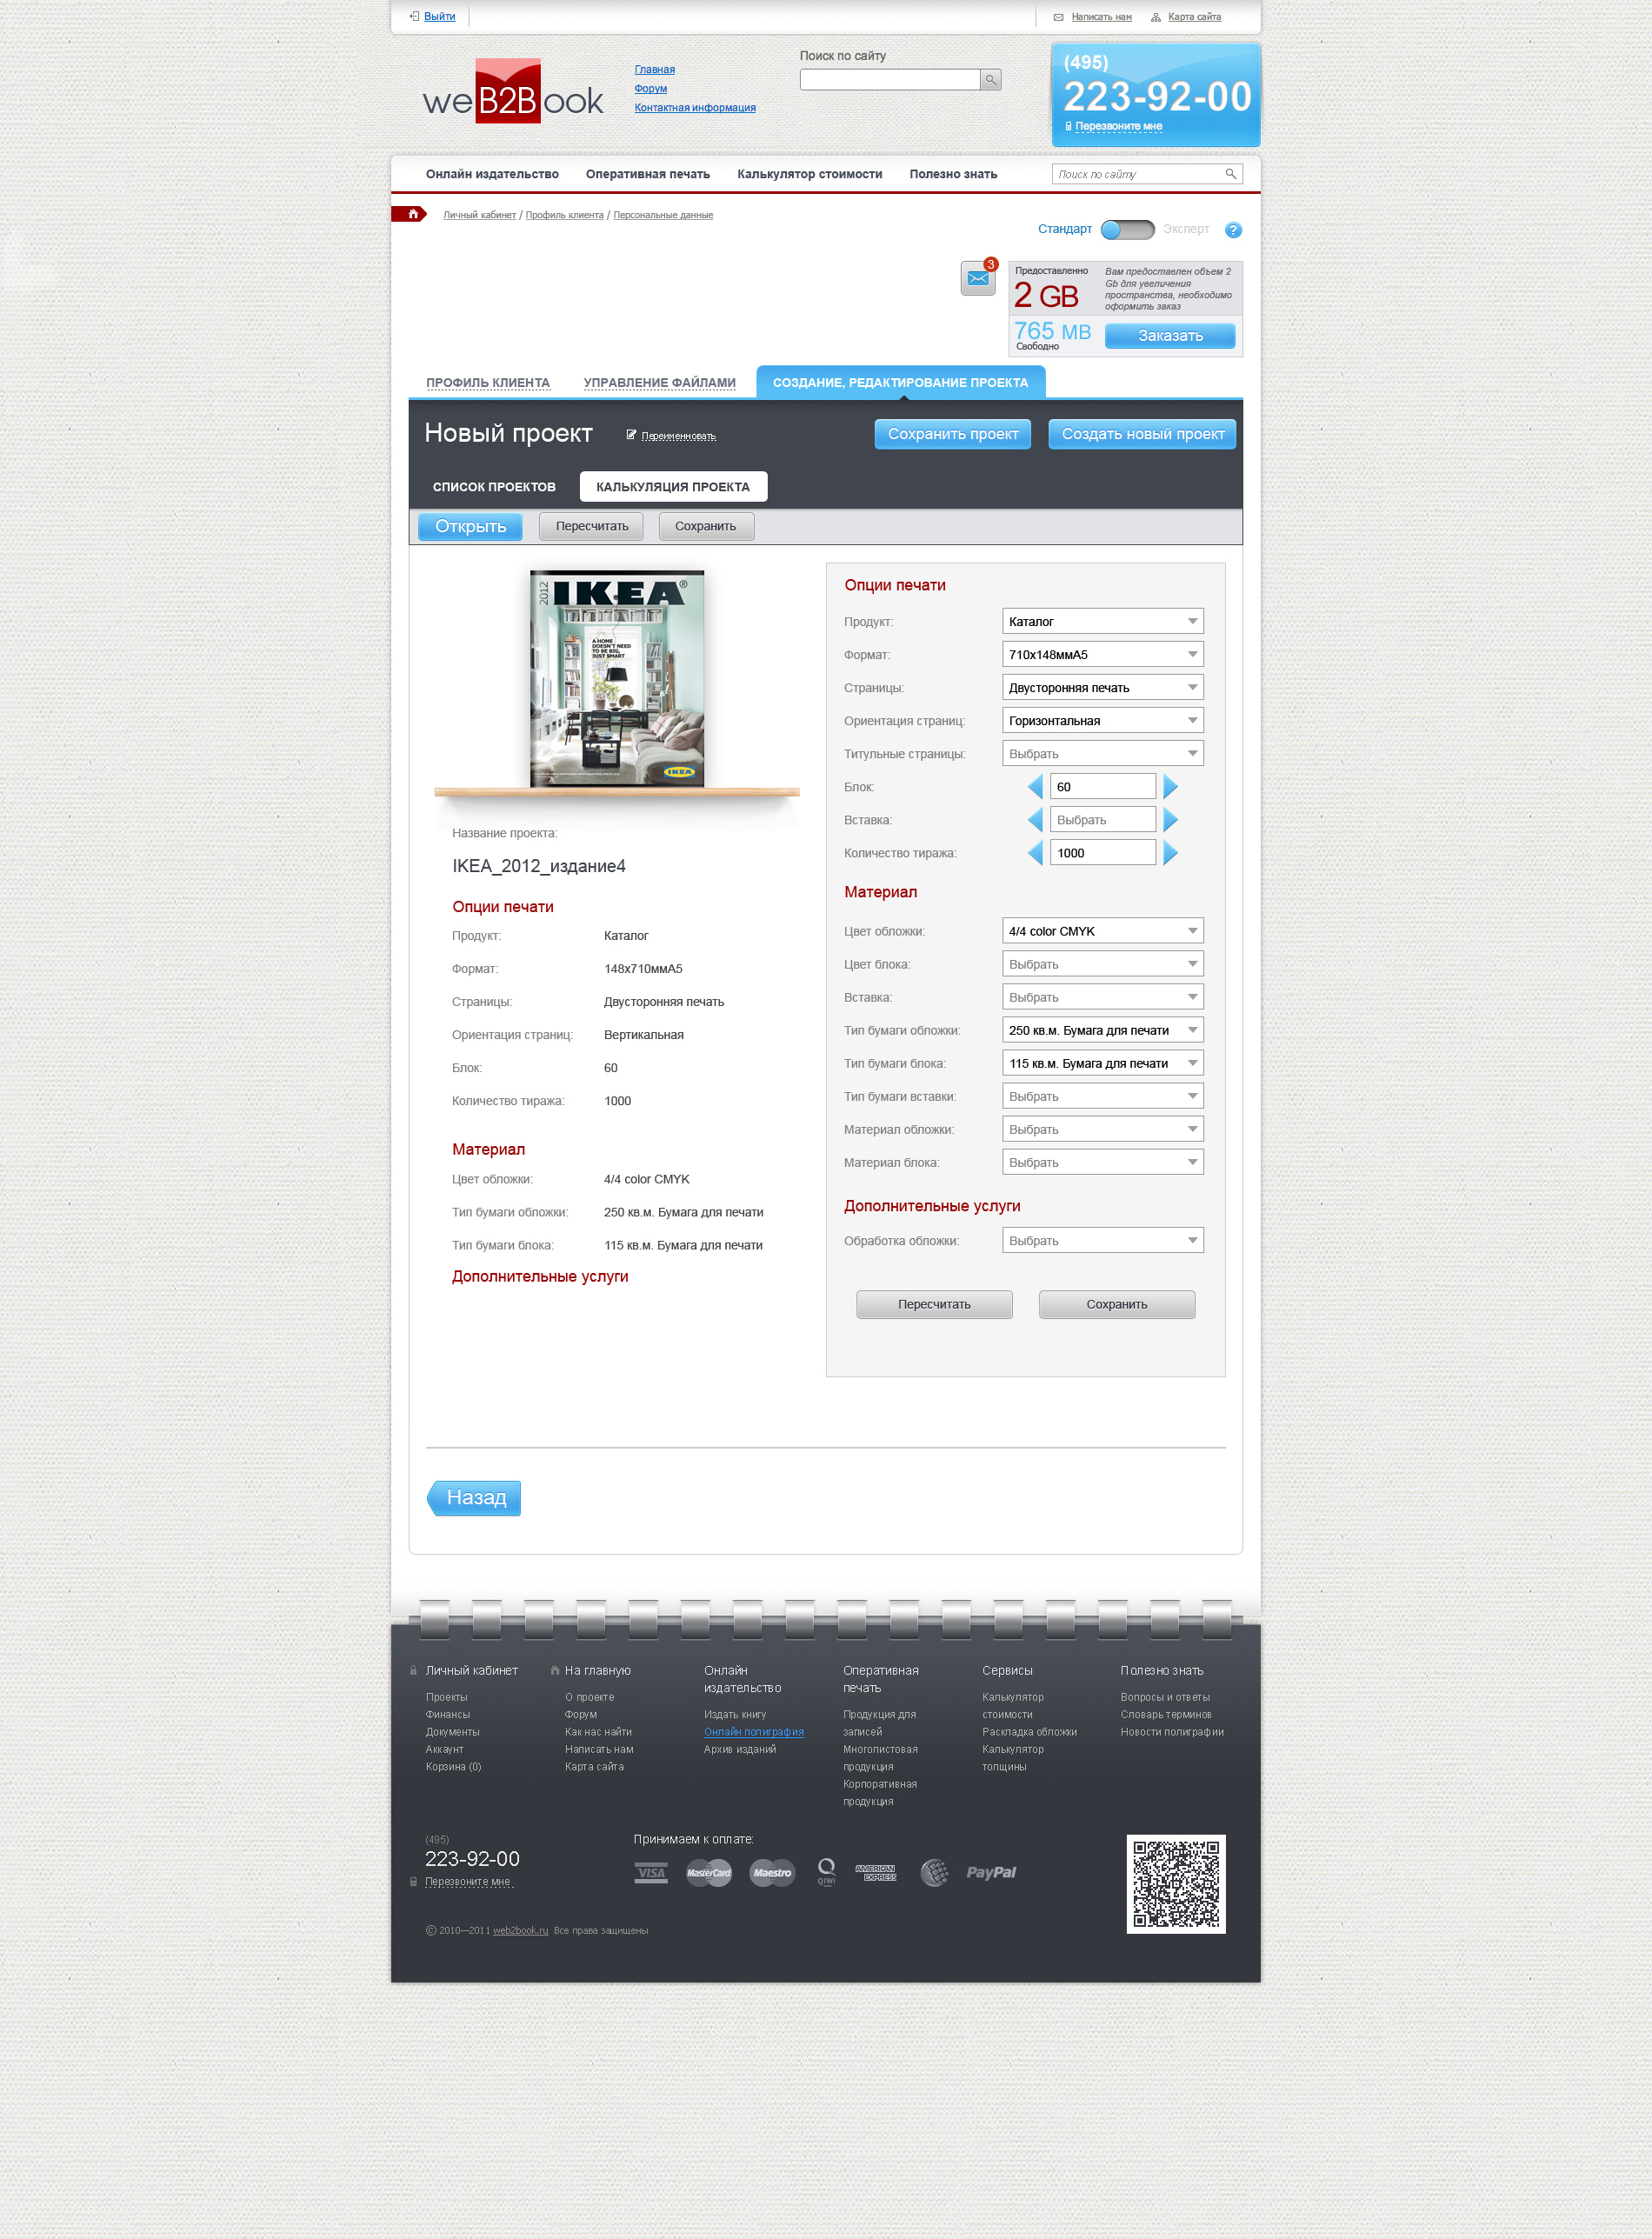 Выйти
Написать нам
Карта сайта
weB2Book
Главная
Форум
Контактная информация
Поиск по сайту
(495)
223-92-00
Перезвоните мне
Онлайн издательство
Оперативная печать
Калькулятор стоимости
Полезно знать
Поиск по сайту
Личный кабинет / Профиль клиента / Персональные данные
Стандарт
Эксперт
?
3
Предоставленно
2 GB
Вам предоставлен объем 2
Gb для увеличения
пространства, необходимо
оформить заказ
765 MB
Свободно
Заказать
ПРОФИЛЬ КЛИЕНТА
УПРАВЛЕНИЕ ФАЙЛАМИ
СОЗДАНИЕ, РЕДАКТИРОВАНИЕ ПРОЕКТА
Новый проект
Переименновать
Сохранить проект
Создать новый проект
СПИСОК ПРОЕКТОВ
КАЛЬКУЛЯЦИЯ ПРОЕКТА
Открыть
Пересчитать
Сохранить
2012
IKEA®
A HOME
DOESN'T NEED
TO BE BIG,
JUST SMART
IKEA
Название проекта:
IKEA_2012_издание4
Опции печати
Продукт: Каталог
Формат: 148х710ммА5
Страницы: Двусторонняя печать
Ориентация страниц: Вертикальная
Блок: 60
Количество тиража: 1000
Материал
Цвет обложки: 4/4 color CMYK
Тип бумаги обложки: 250 кв.м. Бумага для печати
Тип бумаги блока: 115 кв.м. Бумага для печати
Дополнительные услуги
Опции печати
Продукт: Каталог
Формат: 710х148ммА5
Страницы: Двусторонняя печать
Ориентация страниц: Горизонтальная
Титульные страницы: Выбрать
Блок: 60
Вставка: Выбрать
Количество тиража: 1000
Материал
Цвет обложки: 4/4 color CMYK
Цвет блока: Выбрать
Вставка: Выбрать
Тип бумаги обложки: 250 кв.м. Бумага для печати
Тип бумаги блока: 115 кв.м. Бумага для печати
Тип бумаги вставки: Выбрать
Материал обложки: Выбрать
Материал блока: Выбрать
Дополнительные услуги
Обработка обложки: Выбрать
Пересчитать
Сохранить
Назад
Личный кабинет
Проекты
Финансы
Документы
Аккаунт
Корзина (0)
На главную
О проекте
Форум
Как нас найти
Написать нам
Карта сайта
Онлайн
издательство
Издать книгу
Онлайн полиграфия
Архив изданий
Оперативная
печать
Продукция для
записей
Многолистовая
продукция
Корпоративная
продукция
Сервисы
Калькулятор
стоимости
Раскладка обложки
Калькулятор
толщины
Полезно знать
Вопросы и ответы
Словарь терминов
Новости полиграфии
(495)
223-92-00
Перезвоните мне
Принимаем к оплате:
VISA
MasterCard
Maestro
QIWI
AMERICAN
EXPRESS
PayPal
© 2010—2011 web2book.ru Все права защищены